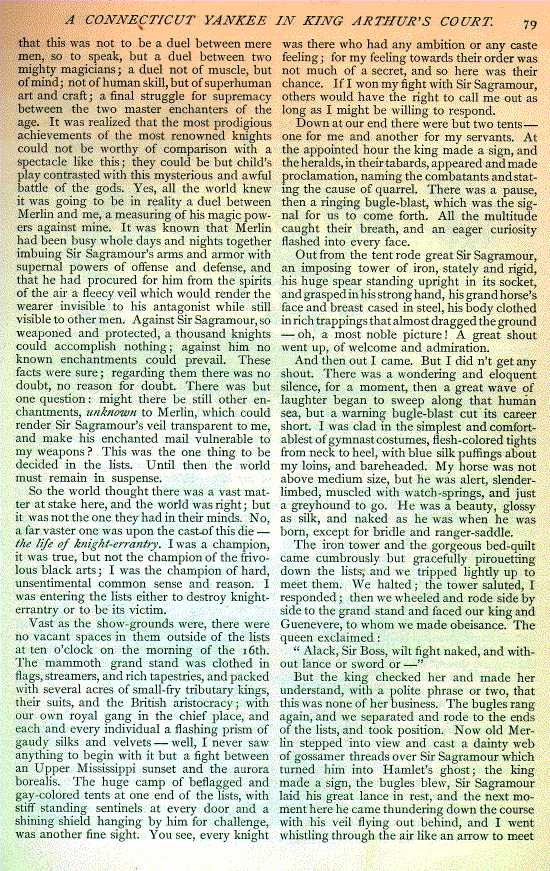 A CONNECTICUT YANKEE IN KING ARTHUR'S COURT. 79
that this was not to be a duel between mere
men, so to speak, but a duel between two
mighty magicians; a duel not of muscle, but
of mind; not of human skill, but of superhuman
art and craft; a final struggle for supremacy
between the two master enchanters of the
age. It was realized that the most prodigious
achievements of the most renowned knights
could not be worthy of comparison with a
spectacle like this; they could be but child's
play contrasted with this mysterious and awful
battle of the gods. Yes, all the world knew
it was going to be in reality a duel between
Merlin and me, a measuring of his magic pow-
ers against mine. It was known that Merlin
had been busy whole days and nights together
imbuing Sir Sagramour's arms and armor with
supernal powers of offense and defense, and
that he had procured for him from the spirits
of the air a fleecy veil which would render the
wearer invisible to his antagonist while still
visible to other men. Against Sir Sagramour, so
weaponed and protected, a thousand knights
could accomplish nothing; against him no
known enchantments could prevail. These
facts were sure; regarding them there was no
doubt, no reason for doubt. There was but
one question: might there be still other en-
chantments, unknown to Merlin, which could
render Sir Sagramour's veil transparent to me,
and make his enchanted mail vulnerable to
my weapons? This was the one thing to be
decided in the lists. Until then the world
must remain in suspense.
So the world thought there was a vast mat-
ter at stake here, and the world was right; but
it was not the one they had in their minds. No,
a far vaster one was upon the cast of this die —
the life of knight-errantry. I was a champion,
it was true, but not the champion of the frivo-
lous black arts; I was the champion of hard,
unsentimental common sense and reason. I
was entering the lists either to destroy knight-
errantry or to be its victim.
Vast as the show-grounds were, there were
no vacant spaces in them outside of the lists
at ten o'clock on the morning of the 16th.
The mammoth grand stand was clothed in
flags, streamers, and rich tapestries, and packed
with several acres of small-fry tributary kings,
their suits, and the British aristocracy; with
our own royal gang in the chief place, and
each and every individual a flashing prism of
gaudy silks and velvets — well, I never saw
anything to begin with it but a fight between
an Upper Mississippi sunset and the aurora
borealis. The huge camp of beflagged and
gay-colored tents at one end of the lists, with
stiff standing sentinels at every door and a
shining shield hanging by him for challenge,
was another fine sight. You see, every knight
was there who had any ambition or any caste
feeling; for my feeling towards their order was
not much of a secret, and so here was their
chance. If I won my fight with Sir Sagramour,
others would have the right to call me out as
long as I might be willing to respond.
Down at our end there were but two tents —
one for me and another for my servants. At
the appointed hour the king made a sign, and
the heralds, in their tabards, appeared and made
proclamation, naming the combatants and stat-
ing the cause of quarrel. There was a pause,
then a ringing bugle-blast, which was the sig-
nal for us to come forth. All the multitude
caught their breath, and an eager curiosity
flashed into every face.
Out from the tent rode great Sir Sagramour,
an imposing tower of iron, stately and rigid,
his huge spear standing upright in its socket,
and grasped in his strong hand, his grand horse's
face and breast cased in steel, his body clothed
in rich trappings that almost dragged the ground
— oh, a most noble picture! A great shout
went up, of welcome and admiration.
And then out I came. But I did n't get any
shout. There was a wondering and eloquent
silence, for a moment, then a great wave of
laughter began to sweep along that human
sea, but a warning bugle-blast cut its career
short. I was clad in the simplest and comfort-
ablest of gymnast costumes, flesh-colored tights
from neck to heel, with blue silk puffings about
my loins, and bareheaded. My horse was not
above medium size, but he was alert, slender-
limbed, muscled with watch-springs, and just
a greyhound to go. He was a beauty, glossy
as silk, and naked as he was when he was
born, except for bridle and ranger-saddle.
The iron tower and the gorgeous bed-quilt
came cumbrously but gracefully pirouetting
down the lists, and we tripped lightly up to
meet them. We halted; the tower saluted, I
responded; then we wheeled and rode side by
side to the grand stand and faced our king and
Guenevere, to whom we made obeisance. The
queen exclaimed:
" Alack, Sir Boss, wilt fight naked, and with-
out lance or sword or —"
But the king checked her and made her
understand, with a polite phrase or two, that
this was none of her business. The bugles rang
again, and we separated and rode to the ends
of the lists, and took position. Now old Mer-
lin stepped into view and cast a dainty web
of gossamer threads over Sir Sagramour which
turned him into Hamlet's ghost; the king
made a sign, the bugles blew, Sir Sagramour
laid his great lance in rest, and the next mo-
ment here he came thundering down the course
with his veil flying out behind, and I went
whistling through the air like an arrow to meet